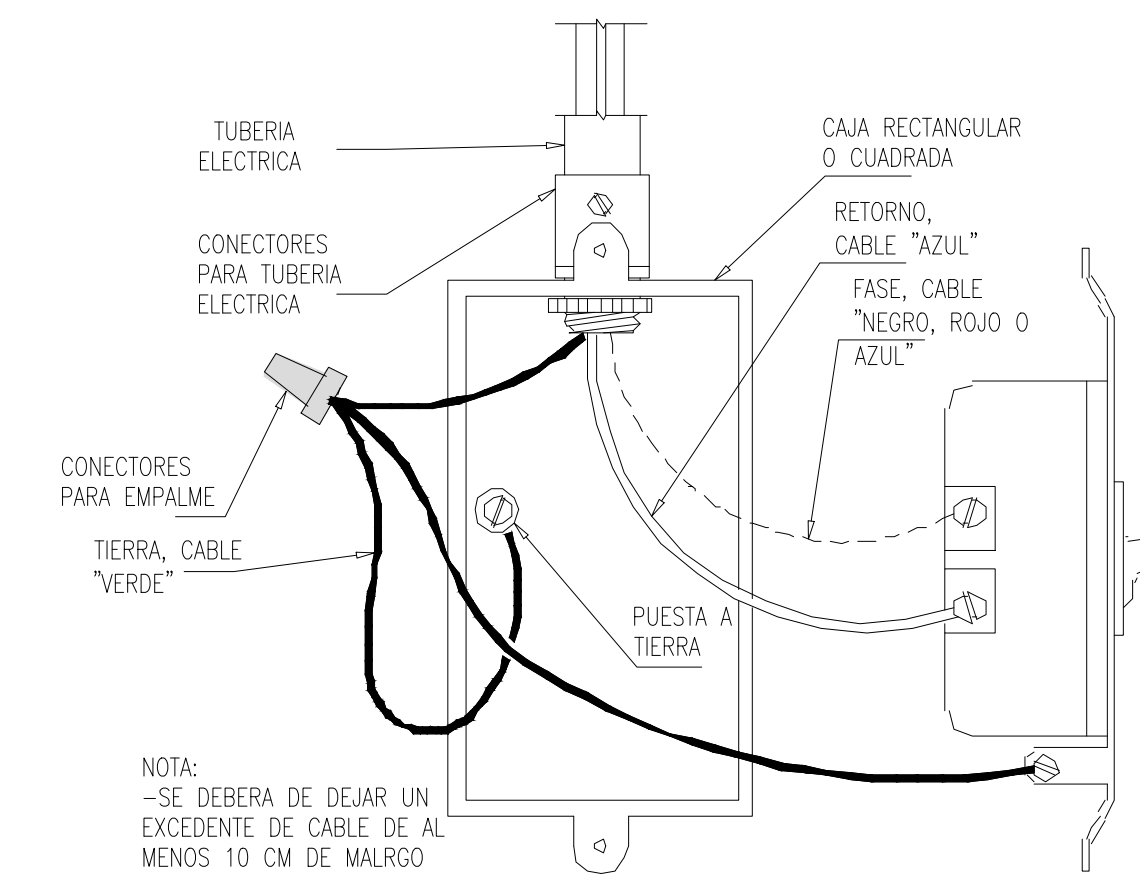 TUBERIA
ELECTRICA
CAJA RECTANGULAR
O CUADRADA
RETORNO,
CABLE "AZUL"
CONECTORES
PARA TUBERIA
ELECTRICA
FASE, CABLE
"NEGRO, ROJO O
AZUL"
CONECTORES
PARA EMPALME
TIERRA, CABLE
"VERDE"
PUESTA A
TIERRA
NOTA:
-SE DEBERA DE DEJAR UN
EXCEDENTE DE CABLE DE AL
MENOS 10 CM DE MALRGO